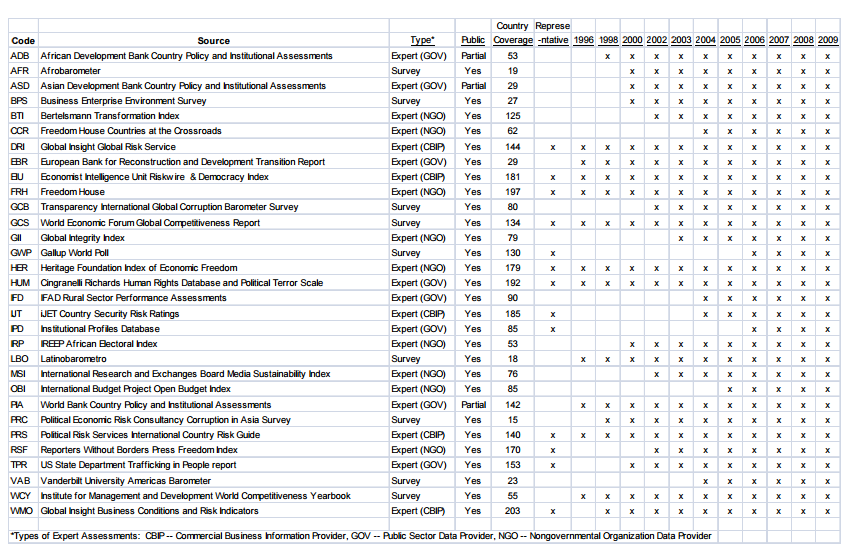 Country Represe
Code Source Type* Public Coverage -ntative 1996 1998 2000 2002 2003 2004 2005 2006 2007 2008 2009
ADB African Development Bank Country Policy and Institutional Assessments Expert (GOV) Partial 53 x x x x x x x x x x
AFR Afrobarometer Survey Yes 19 x x x x x x x x x
ASD Asian Development Bank Country Policy and Institutional Assessments Expert (GOV) Partial 29 x x x x x x x x x
BPS Business Enterprise Environment Survey Survey Yes 27 x x x x x x x x x
BTI Bertelsmann Transformation Index Expert (NGO) Yes 125 x x x x x x x x
CCR Freedom House Countries at the Crossroads Expert (NGO) Yes 62 x x x x x x
DRI Global Insight Global Risk Service Expert (CBIP) Yes 144 x x x x x x x x x x x x
EBR European Bank for Reconstruction and Development Transition Report Expert (GOV) Yes 29 x x x x x x x x x x x
EIU Economist Intelligence Unit Riskwire & Democracy Index Expert (CBIP) Yes 181 x x x x x x x x x x x x
FRH Freedom House Expert (NGO) Yes 197 x x x x x x x x x x x x
GCB Transparency International Global Corruption Barometer Survey Survey Yes 80 x x x x x x x x
GCS World Economic Forum Global Competitiveness Report Survey Yes 134 x x x x x x x x x x x x
GII Global Integrity Index Expert (NGO) Yes 79 x x x x x x x
GWP Gallup World Poll Survey Yes 130 x x x x x
HER Heritage Foundation Index of Economic Freedom Expert (NGO) Yes 179 x x x x x x x x x x x x
HUM Cingranelli Richards Human Rights Database and Political Terror Scale Expert (GOV) Yes 192 x x x x x x x x x x x x
IFD IFAD Rural Sector Performance Assessments Expert (GOV) Yes 90 x x x x x x
IJT iJET Country Security Risk Ratings Expert (CBIP) Yes 185 x x x x x x x
IPD Institutional Profiles Database Expert (GOV) Yes 85 x x x x x
IRP IREEP African Electoral Index Expert (NGO) Yes 53 x x x x x x x x x
LBO Latinobarometro Survey Yes 18 x x x x x x x x x x x
MSI International Research and Exchanges Board Media Sustainability Index Expert (NGO) Yes 76 x x x x x x x x
OBI International Budget Project Open Budget Index Expert (NGO) Yes 85 x x x x x
PIA World Bank Country Policy and Institutional Assessments Expert (GOV) Partial 142 x x x x x x x x x x x
PRC Political Economic Risk Consultancy Corruption in Asia Survey Survey Yes 15 x x x x x x x x x x
PRS Political Risk Services International Country Risk Guide Expert (CBIP) Yes 140 x x x x x x x x x x x x
RSF Reporters Without Borders Press Freedom Index Expert (NGO) Yes 170 x x x x x x x x x
TPR US State Department Trafficking in People report Expert (GOV) Yes 153 x x x x x x x x x x
VAB Vanderbilt University Americas Barometer Survey Yes 23 x x x x x x
WCY Institute for Management and Development World Competitiveness Yearbook Survey Yes 55 x x x x x x x x x x x
WMO Global Insight Business Conditions and Risk Indicators Expert (CBIP) Yes 203 x x x x x x x x x x x
*Types of Expert Assessments: CBIP -- Commercial Business Information Provider, GOV -- Public Sector Data Provider, NGO -- Nongovernmental Organization Data Provider